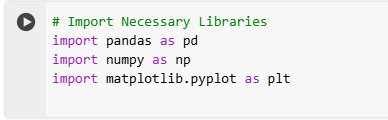 # Import Necessary Libraries
import pandas as pd
import numpy as np
import matplotlib.pyplot as plt